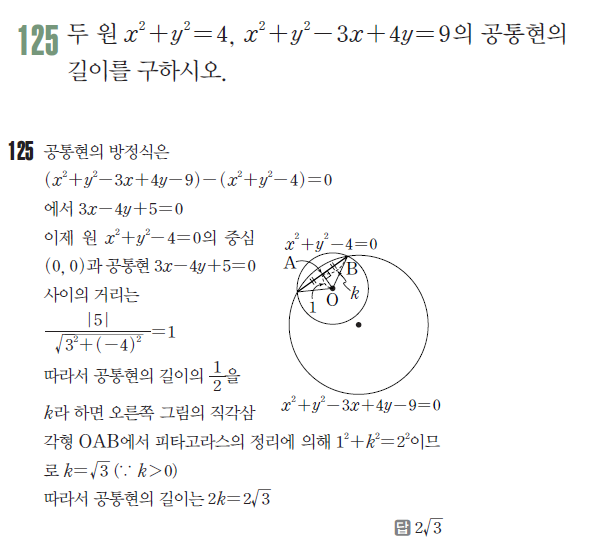 125 두 원 x²+y²=4, x²+y²-3x+4y=9의 공통현의
길이를 구하시오.
125 공통현의 방정식은
(x²+y²-3x+4y-9)-(x²+y²-4)=0
에서 3x-4y+5=0
이제 원 x²+y²-4=0의 중심
(0, 0)과 공통현 3x-4y+5=0
사이의 거리는
|5|/√(3²+(-4)²)=1
따라서 공통현의 길이의 1/2을
k라 하면 오른쪽 그림의 직각삼
각형 OAB에서 피타고라스의 정리에 의해 1²+k²=2²이므
로 k=√3 (∵ k>0)
따라서 공통현의 길이는 2k=2√3
x²+y²-4=0
A
B
1
O
k
x²+y²-3x+4y-9=0
답 2√3